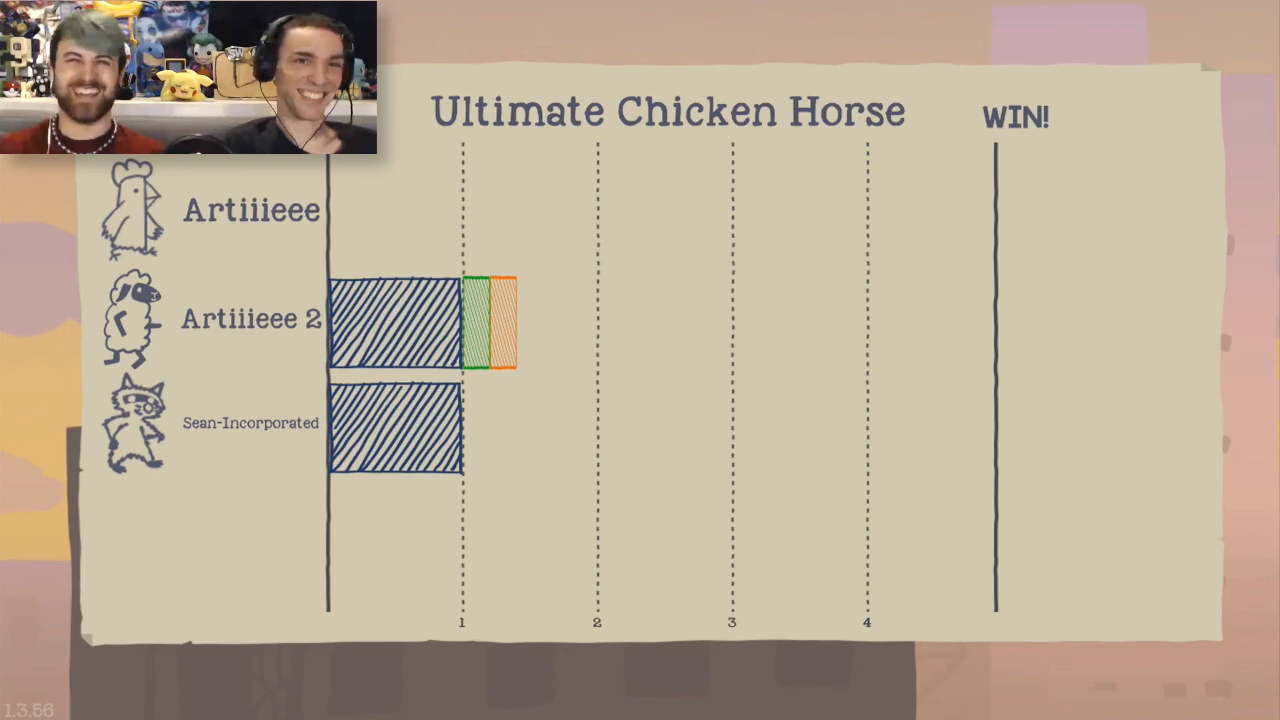 Ultimate Chicken Horse
WIN!
Artiiieee
Artiiieee 2
Sean-Incorporated
1 2 3 4
1.3.56